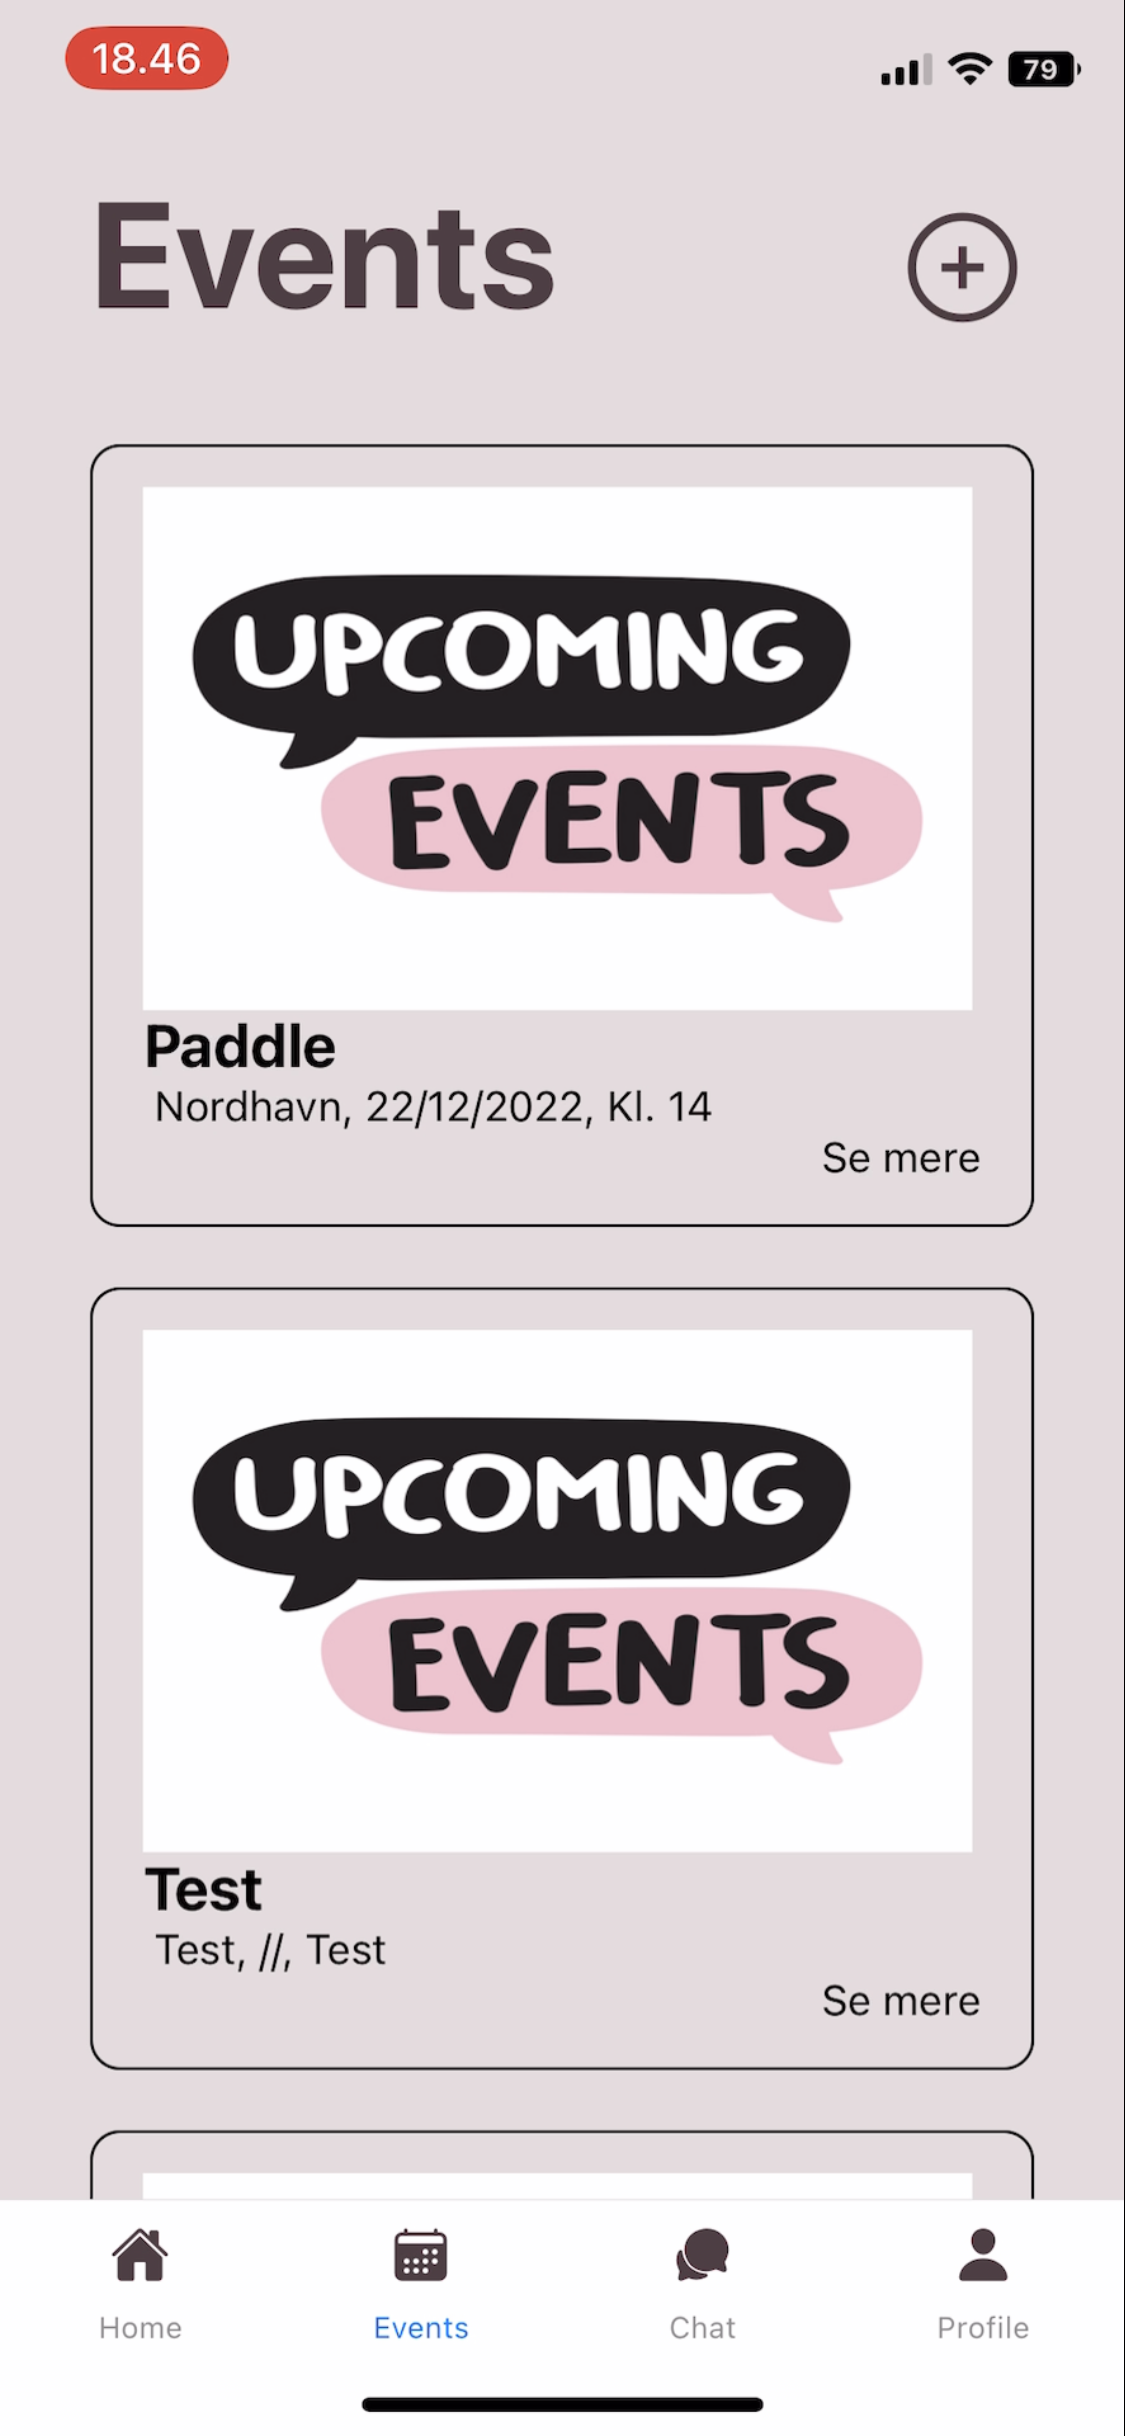 18.46
79
Events
UPCOMING
EVENTS
Paddle
Nordhavn, 22/12/2022, Kl. 14
Se mere
UPCOMING
EVENTS
Test
Test, //, Test
Se mere
Home Events Chat Profile